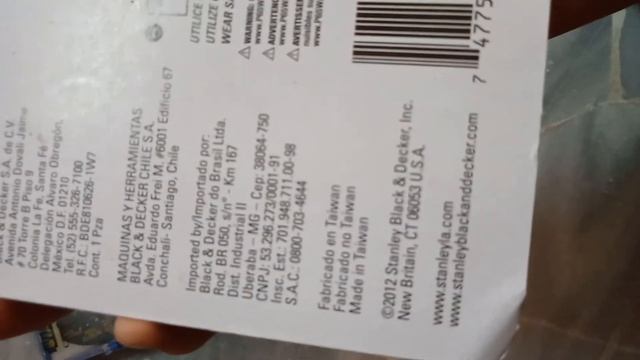 & Decker S.A. de C.V.
Avenida Antonio Dovali Jaime
# 70 Torre B Piso 9
Colonia La Fe, Santa Fé
Delegación Alvaro Obregón,
México D.F. 01210
Tel. (52) 555-326-7100
R.F.C.: BDE810626-1W7
Cont. 1 Pza
MAQUINAS Y HERRAMIENTAS
BLACK & DECKER CHILE S.A.
Avda. Eduardo Frei M. #6001 Edificio 67
Conchalí- Santiago, Chile
Imported by/Importado por:
Black & Decker do Brasil Ltda.
Rod. BR 050, s/nº - Km 167
Dist. Industrial II
Uberaba – MG – Cep: 38064-750
CNPJ: 53.296.273/0001-91
Insc. Est.: 701.948.711.00-98
S.A.C.: 0800-703-4644
Fabricado en Taiwan
Fabricado no Taiwan
Made in Taiwan
©2012 Stanley Black & Decker, Inc.
New Britain, CT 06053 U.S.A.
www.stanleyla.com
www.stanleyblackanddecker.com
UTILICE
UTILIZE
WEAR
WARNING:
7 4775